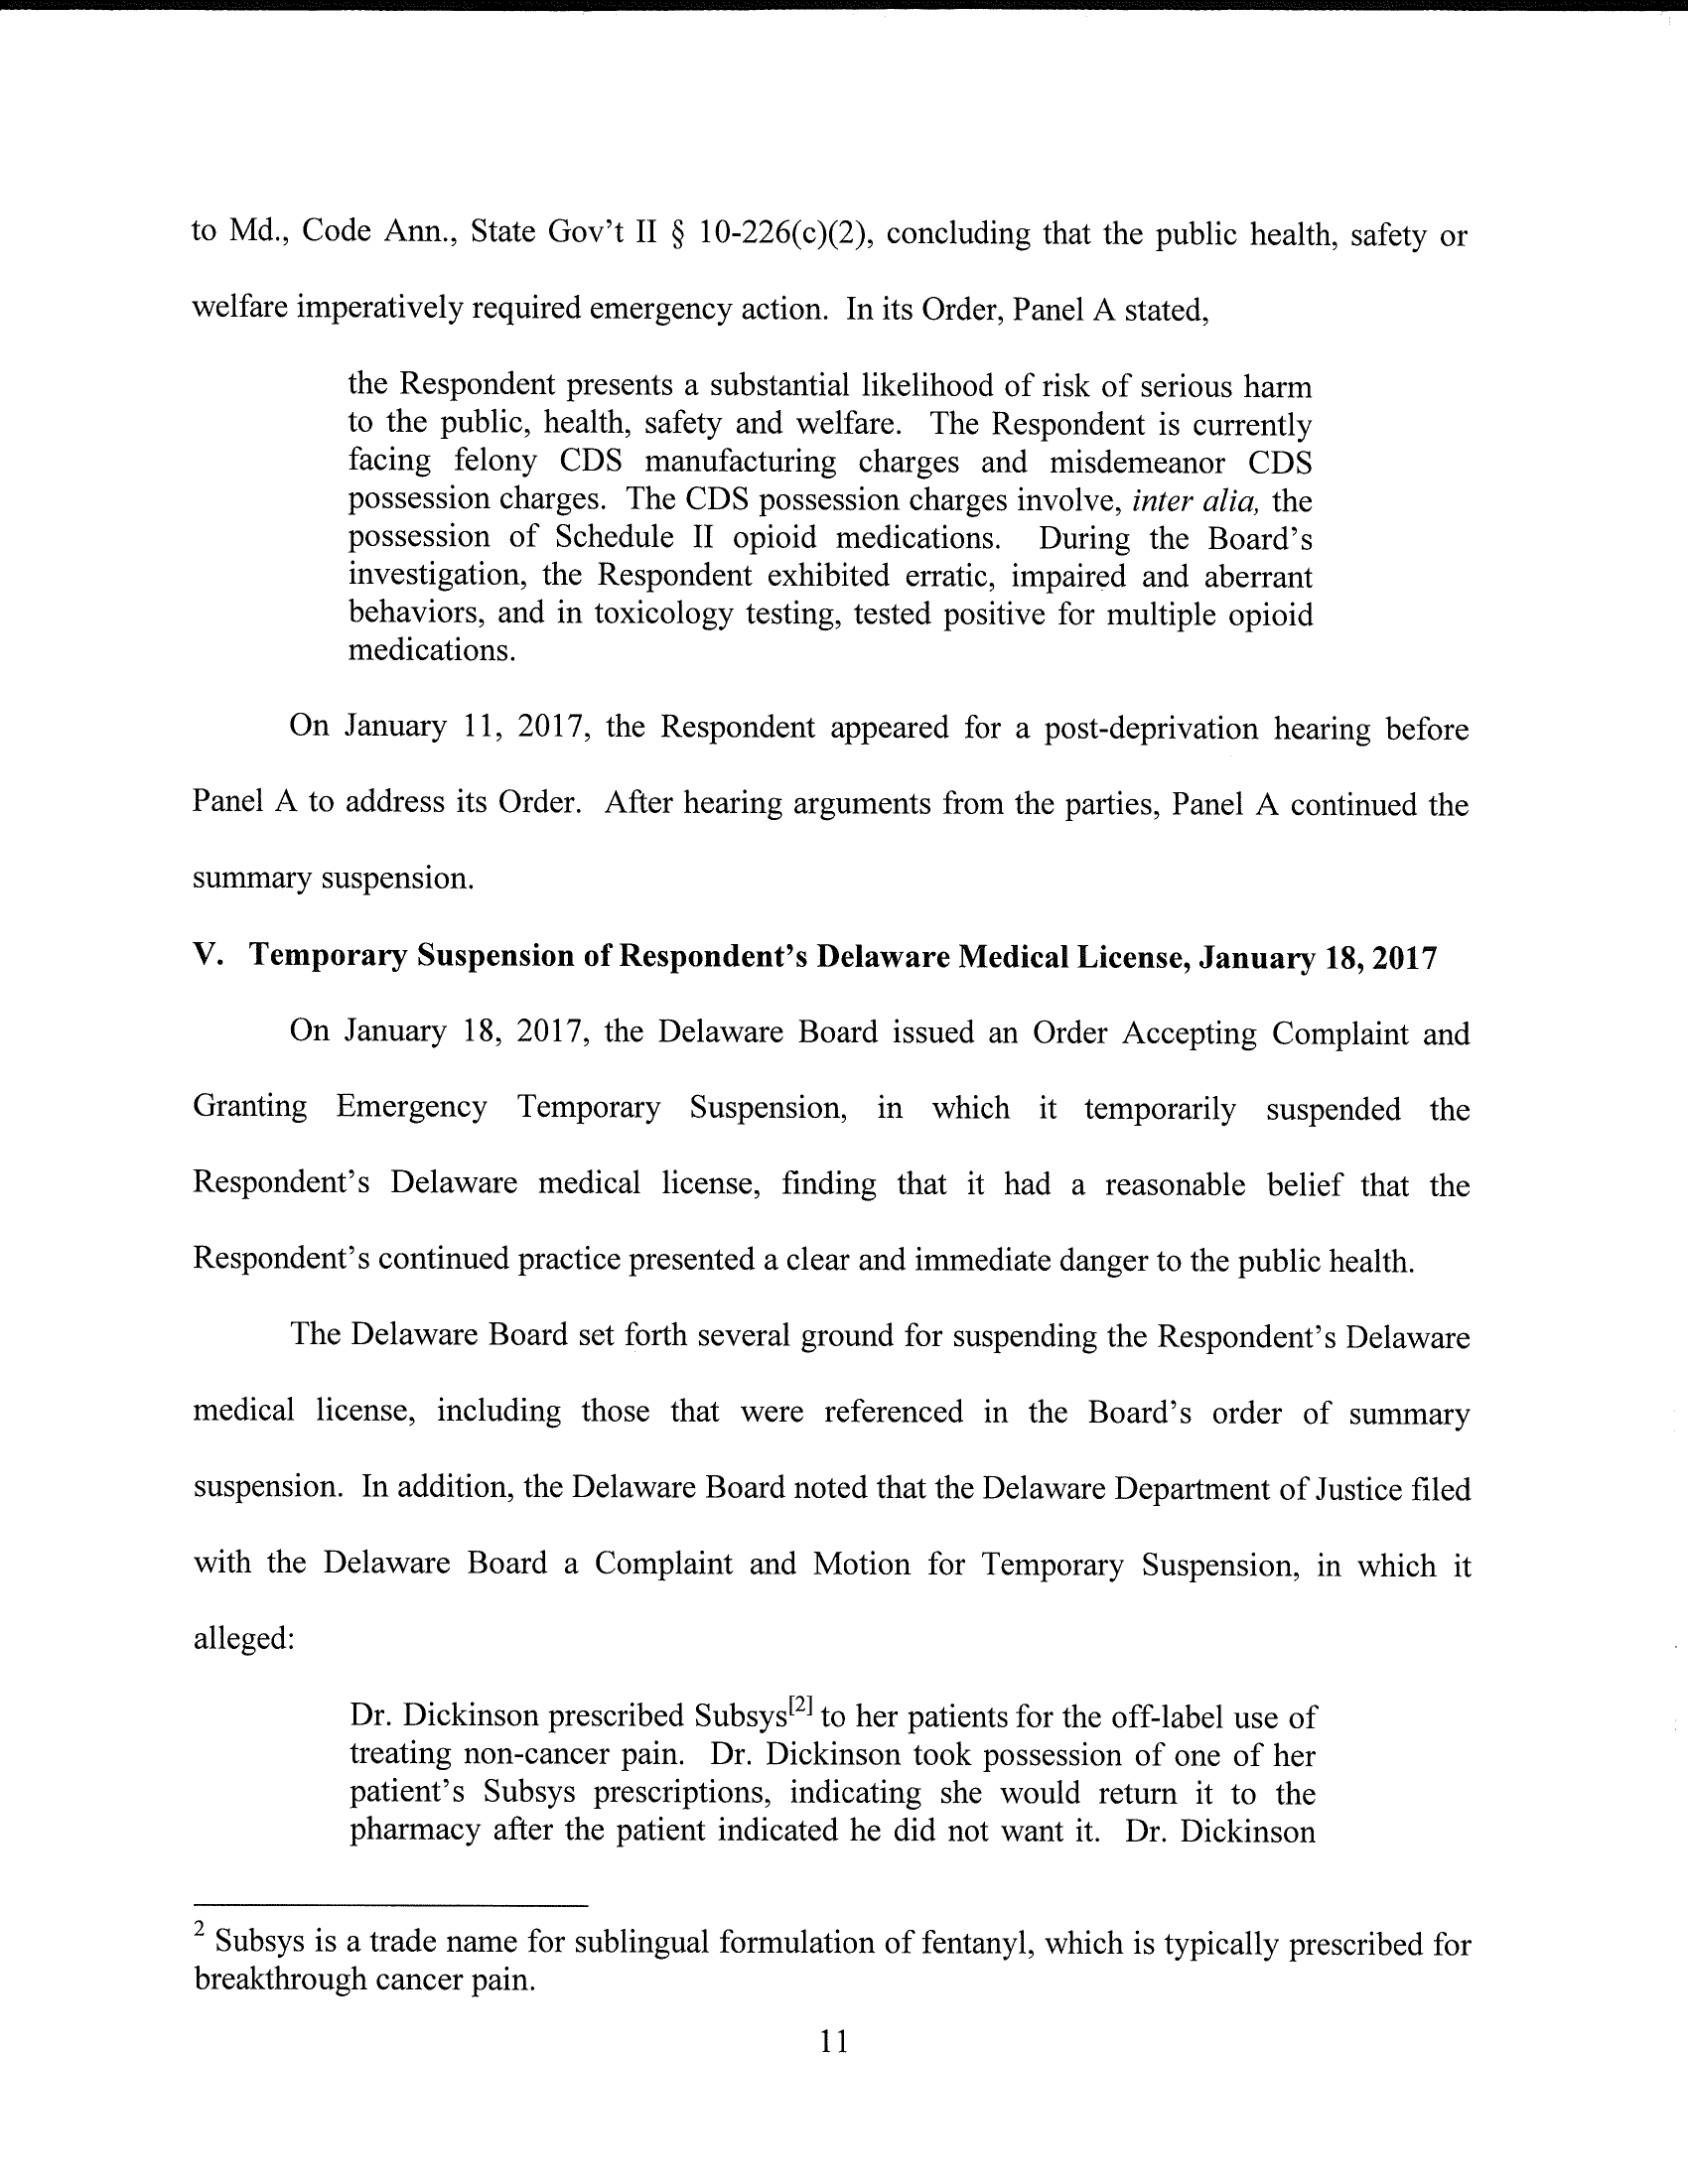 to Md., Code Ann., State Gov't II § 10-226(c)(2), concluding that the public health, safety or
welfare imperatively required emergency action. In its Order, Panel A stated,
the Respondent presents a substantial likelihood of risk of serious harm
to the public, health, safety and welfare. The Respondent is currently
facing felony CDS manufacturing charges and misdemeanor CDS
possession charges. The CDS possession charges involve, inter alia, the
possession of Schedule II opioid medications. During the Board's
investigation, the Respondent exhibited erratic, impaired and aberrant
behaviors, and in toxicology testing, tested positive for multiple opioid
medications.
On January 11, 2017, the Respondent appeared for a post-deprivation hearing before
Panel A to address its Order. After hearing arguments from the parties, Panel A continued the
summary suspension.
V. Temporary Suspension of Respondent's Delaware Medical License, January 18, 2017
On January 18, 2017, the Delaware Board issued an Order Accepting Complaint and
Granting Emergency Temporary Suspension, in which it temporarily suspended the
Respondent's Delaware medical license, finding that it had a reasonable belief that the
Respondent's continued practice presented a clear and immediate danger to the public health.
The Delaware Board set forth several ground for suspending the Respondent's Delaware
medical license, including those that were referenced in the Board's order of summary
suspension. In addition, the Delaware Board noted that the Delaware Department of Justice filed
with the Delaware Board a Complaint and Motion for Temporary Suspension, in which it
alleged:
Dr. Dickinson prescribed Subsys[2] to her patients for the off-label use of
treating non-cancer pain. Dr. Dickinson took possession of one of her
patient's Subsys prescriptions, indicating she would return it to the
pharmacy after the patient indicated he did not want it. Dr. Dickinson
2 Subsys is a trade name for sublingual formulation of fentanyl, which is typically prescribed for
breakthrough cancer pain.
11